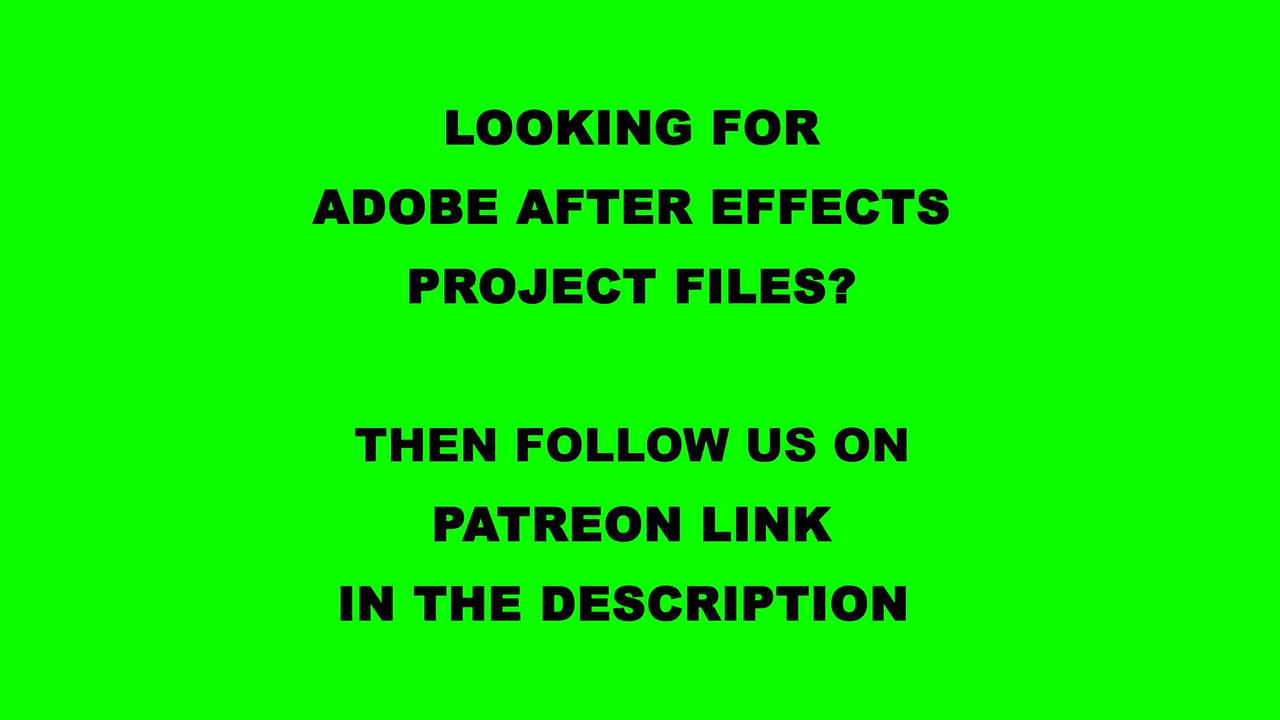 LOOKING FOR
ADOBE AFTER EFFECTS
PROJECT FILES?
THEN FOLLOW US ON
PATREON LINK
IN THE DESCRIPTION